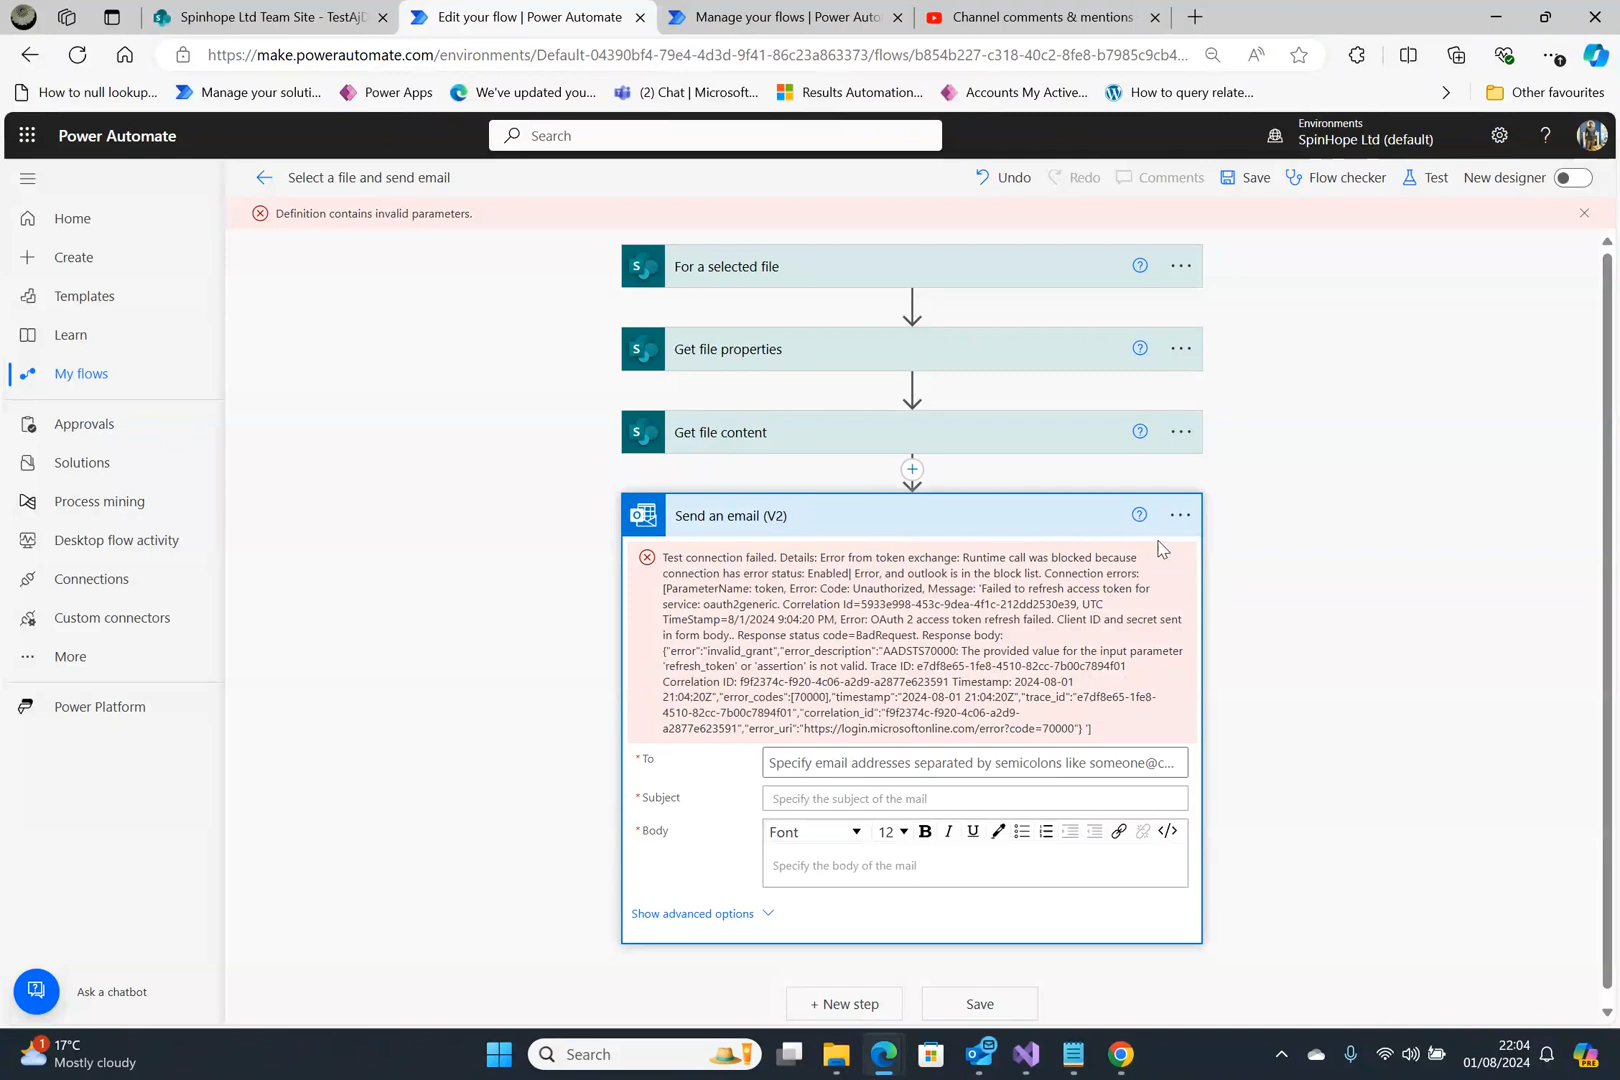 Spinhope Ltd Team Site - TestAjD
Edit your flow | Power Automate
Manage your flows | Power Auto
Channel comments & mentions
https://make.powerautomate.com/environments/Default-04390bf4-79e4-4d3d-9f41-86c23a863373/flows/b854b227-c318-40c2-8fe8-b7985c9cb4...
How to null lookup...
Manage your soluti...
Power Apps
We've updated you...
(2) Chat | Microsoft...
Results Automation...
Accounts My Active...
How to query relate...
Other favourites
Power Automate
Search
Environments
SpinHope Ltd (default)
Select a file and send email
Undo
Redo
Comments
Save
Flow checker
Test
New designer
Definition contains invalid parameters.
Home
Create
Templates
Learn
My flows
Approvals
Solutions
Process mining
Desktop flow activity
Connections
Custom connectors
More
Power Platform
Ask a chatbot
For a selected file
Get file properties
Get file content
Send an email (V2)
Test connection failed. Details: Error from token exchange: Runtime call was blocked because
connection has error status: Enabled| Error, and outlook is in the block list. Connection errors:
[ParameterName: token, Error: Code: Unauthorized, Message: 'Failed to refresh access token for
service: oauth2generic. Correlation Id=5933e998-453c-9dea-4f1c-212dd2530e39, UTC
TimeStamp=8/1/2024 9:04:20 PM, Error: OAuth 2 access token refresh failed. Client ID and secret sent
in form body.. Response status code=BadRequest. Response body:
{"error":"invalid_grant","error_description":"AADSTS70000: The provided value for the input parameter
'refresh_token' or 'assertion' is not valid. Trace ID: e7df8e65-1fe8-4510-82cc-7b00c7894f01
Correlation ID: f9f2374c-f920-4c06-a2d9-a2877e623591 Timestamp: 2024-08-01
21:04:20Z","error_codes":[70000],"timestamp":"2024-08-01 21:04:20Z","trace_id":"e7df8e65-1fe8-
4510-82cc-7b00c7894f01","correlation_id":"f9f2374c-f920-4c06-a2d9-
a2877e623591","error_uri":"https://login.microsoftonline.com/error?code=70000"} ']
* To
Specify email addresses separated by semicolons like someone@c...
* Subject
Specify the subject of the mail
* Body
Font
12
B I U </>
Specify the body of the mail
Show advanced options
+ New step
Save
1
17°C
Mostly cloudy
Search
22:04
01/08/2024
PRE